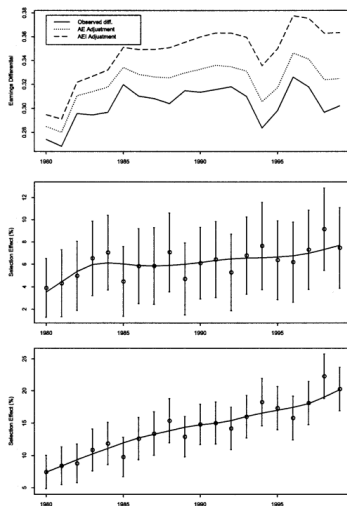 Observed diff.
AE Adjustment
AEI Adjustment
Earnings Differential
0.38
0.36
0.34
0.32
0.30
0.28
1980 1985 1990 1995
Selection Effect (%)
12
10
8
6
4
2
1980 1985 1990 1995
Selection Effect (%)
25
20
15
10
5
1980 1985 1990 1995